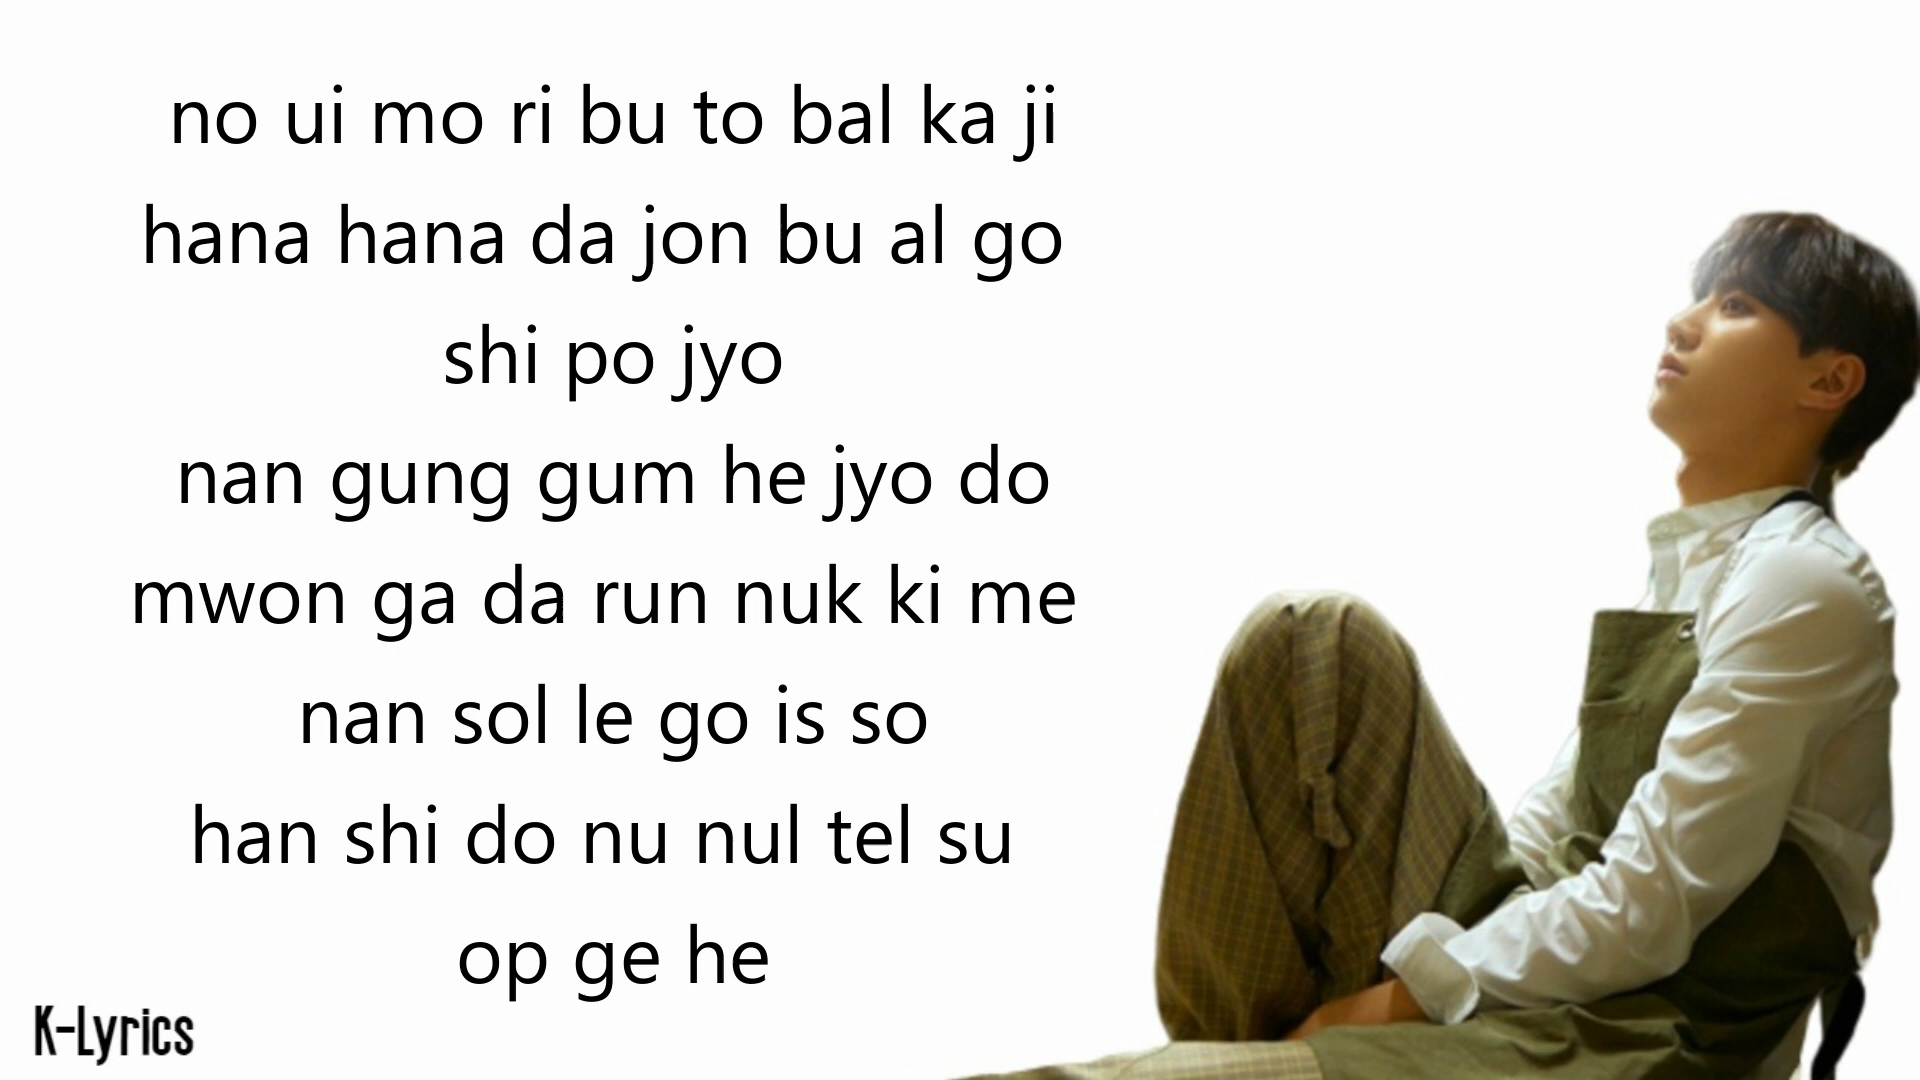 no ui mo ri bu to bal ka ji
hana hana da jon bu al go
shi po jyo
nan gung gum he jyo do
mwon ga da run nuk ki me
nan sol le go is so
han shi do nu nul tel su
op ge he
K-Lyrics